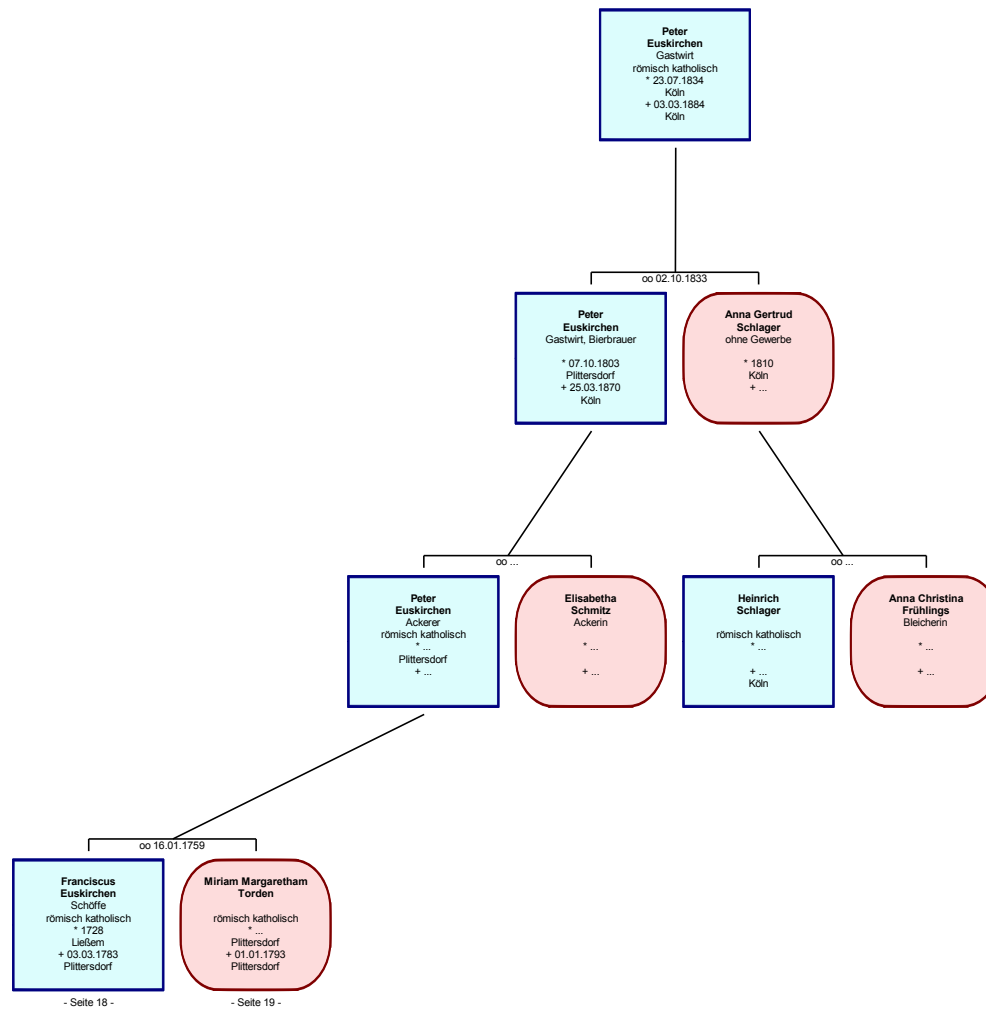 Peter
Euskirchen
Gastwirt
römisch katholisch
* 23.07.1834
Köln
+ 03.03.1884
Köln
oo 02.10.1833
Peter
Euskirchen
Gastwirt, Bierbrauer
* 07.10.1803
Plittersdorf
+ 25.03.1870
Köln
Anna Gertrud
Schlager
ohne Gewerbe
* 1810
Köln
+ ...
oo ...
oo ...
Peter
Euskirchen
Ackerer
römisch katholisch
* ...
Plittersdorf
+ ...
Elisabetha
Schmitz
Ackerin
* ...
+ ...
Heinrich
Schlager
römisch katholisch
* ...
+ ...
Köln
Anna Christina
Frühlings
Bleicherin
* ...
+ ...
oo 16.01.1759
Franciscus
Euskirchen
Schöffe
römisch katholisch
* 1728
Ließem
+ 03.03.1783
Plittersdorf
Miriam Margaretham
Torden
römisch katholisch
* ...
Plittersdorf
+ 01.01.1793
Plittersdorf
- Seite 18 -
- Seite 19 -